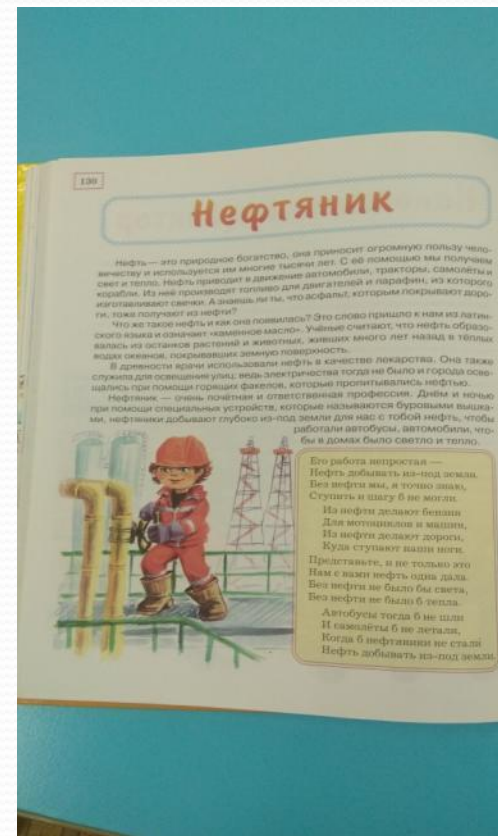 130
Нефтяник
Нефть — это природное богатство, она приносит огромную пользу чело-
вечеству и используется им многие тысячи лет. С её помощью мы получаем
свет и тепло. Нефть приводит в движение автомобили, тракторы, самолёты и
корабли. Из неё производят топливо для двигателей и парафин, из которого
изготавливают свечки. А знаешь ли ты, что асфальт, которым покрывают доро-
ги, тоже получают из нефти?
Что же такое нефть и как она появилась? Это слово пришло к нам из латин-
ского языка и означает «каменное масло». Учёные считают, что нефть образо-
валась из останков растений и животных, живших много лет назад в тёплых
водах океанов, покрывавших земную поверхность.
В древности врачи использовали нефть в качестве лекарства. Она также
служила для освещения улиц: ведь электричества тогда не было и города осве-
щались при помощи горящих факелов, которые пропитывались нефтью.
Нефтяник — очень почётная и ответственная профессия. Днём и ночью
при помощи специальных устройств, которые называются буровыми вышка-
ми, нефтяники добывают глубоко из-под земли для нас с тобой нефть, чтобы
работали автобусы, автомобили, что-
бы в домах было светло и тепло.
Его работа непростая —
Нефть добывать из-под земли.
Без нефти мы, я точно знаю,
Ступить и шагу б не могли.
Из нефти делают бензин
Для мотоциклов и машин,
Из нефти делают дороги,
Куда ступают наши ноги.
Представьте, и не только это
Нам с вами нефть одна дала.
Без нефти не было бы света,
Без нефти не было б тепла.
Автобусы тогда б не шли
И самолёты б не летали,
Когда б нефтяники не стали
Нефть добывать из-под земли.